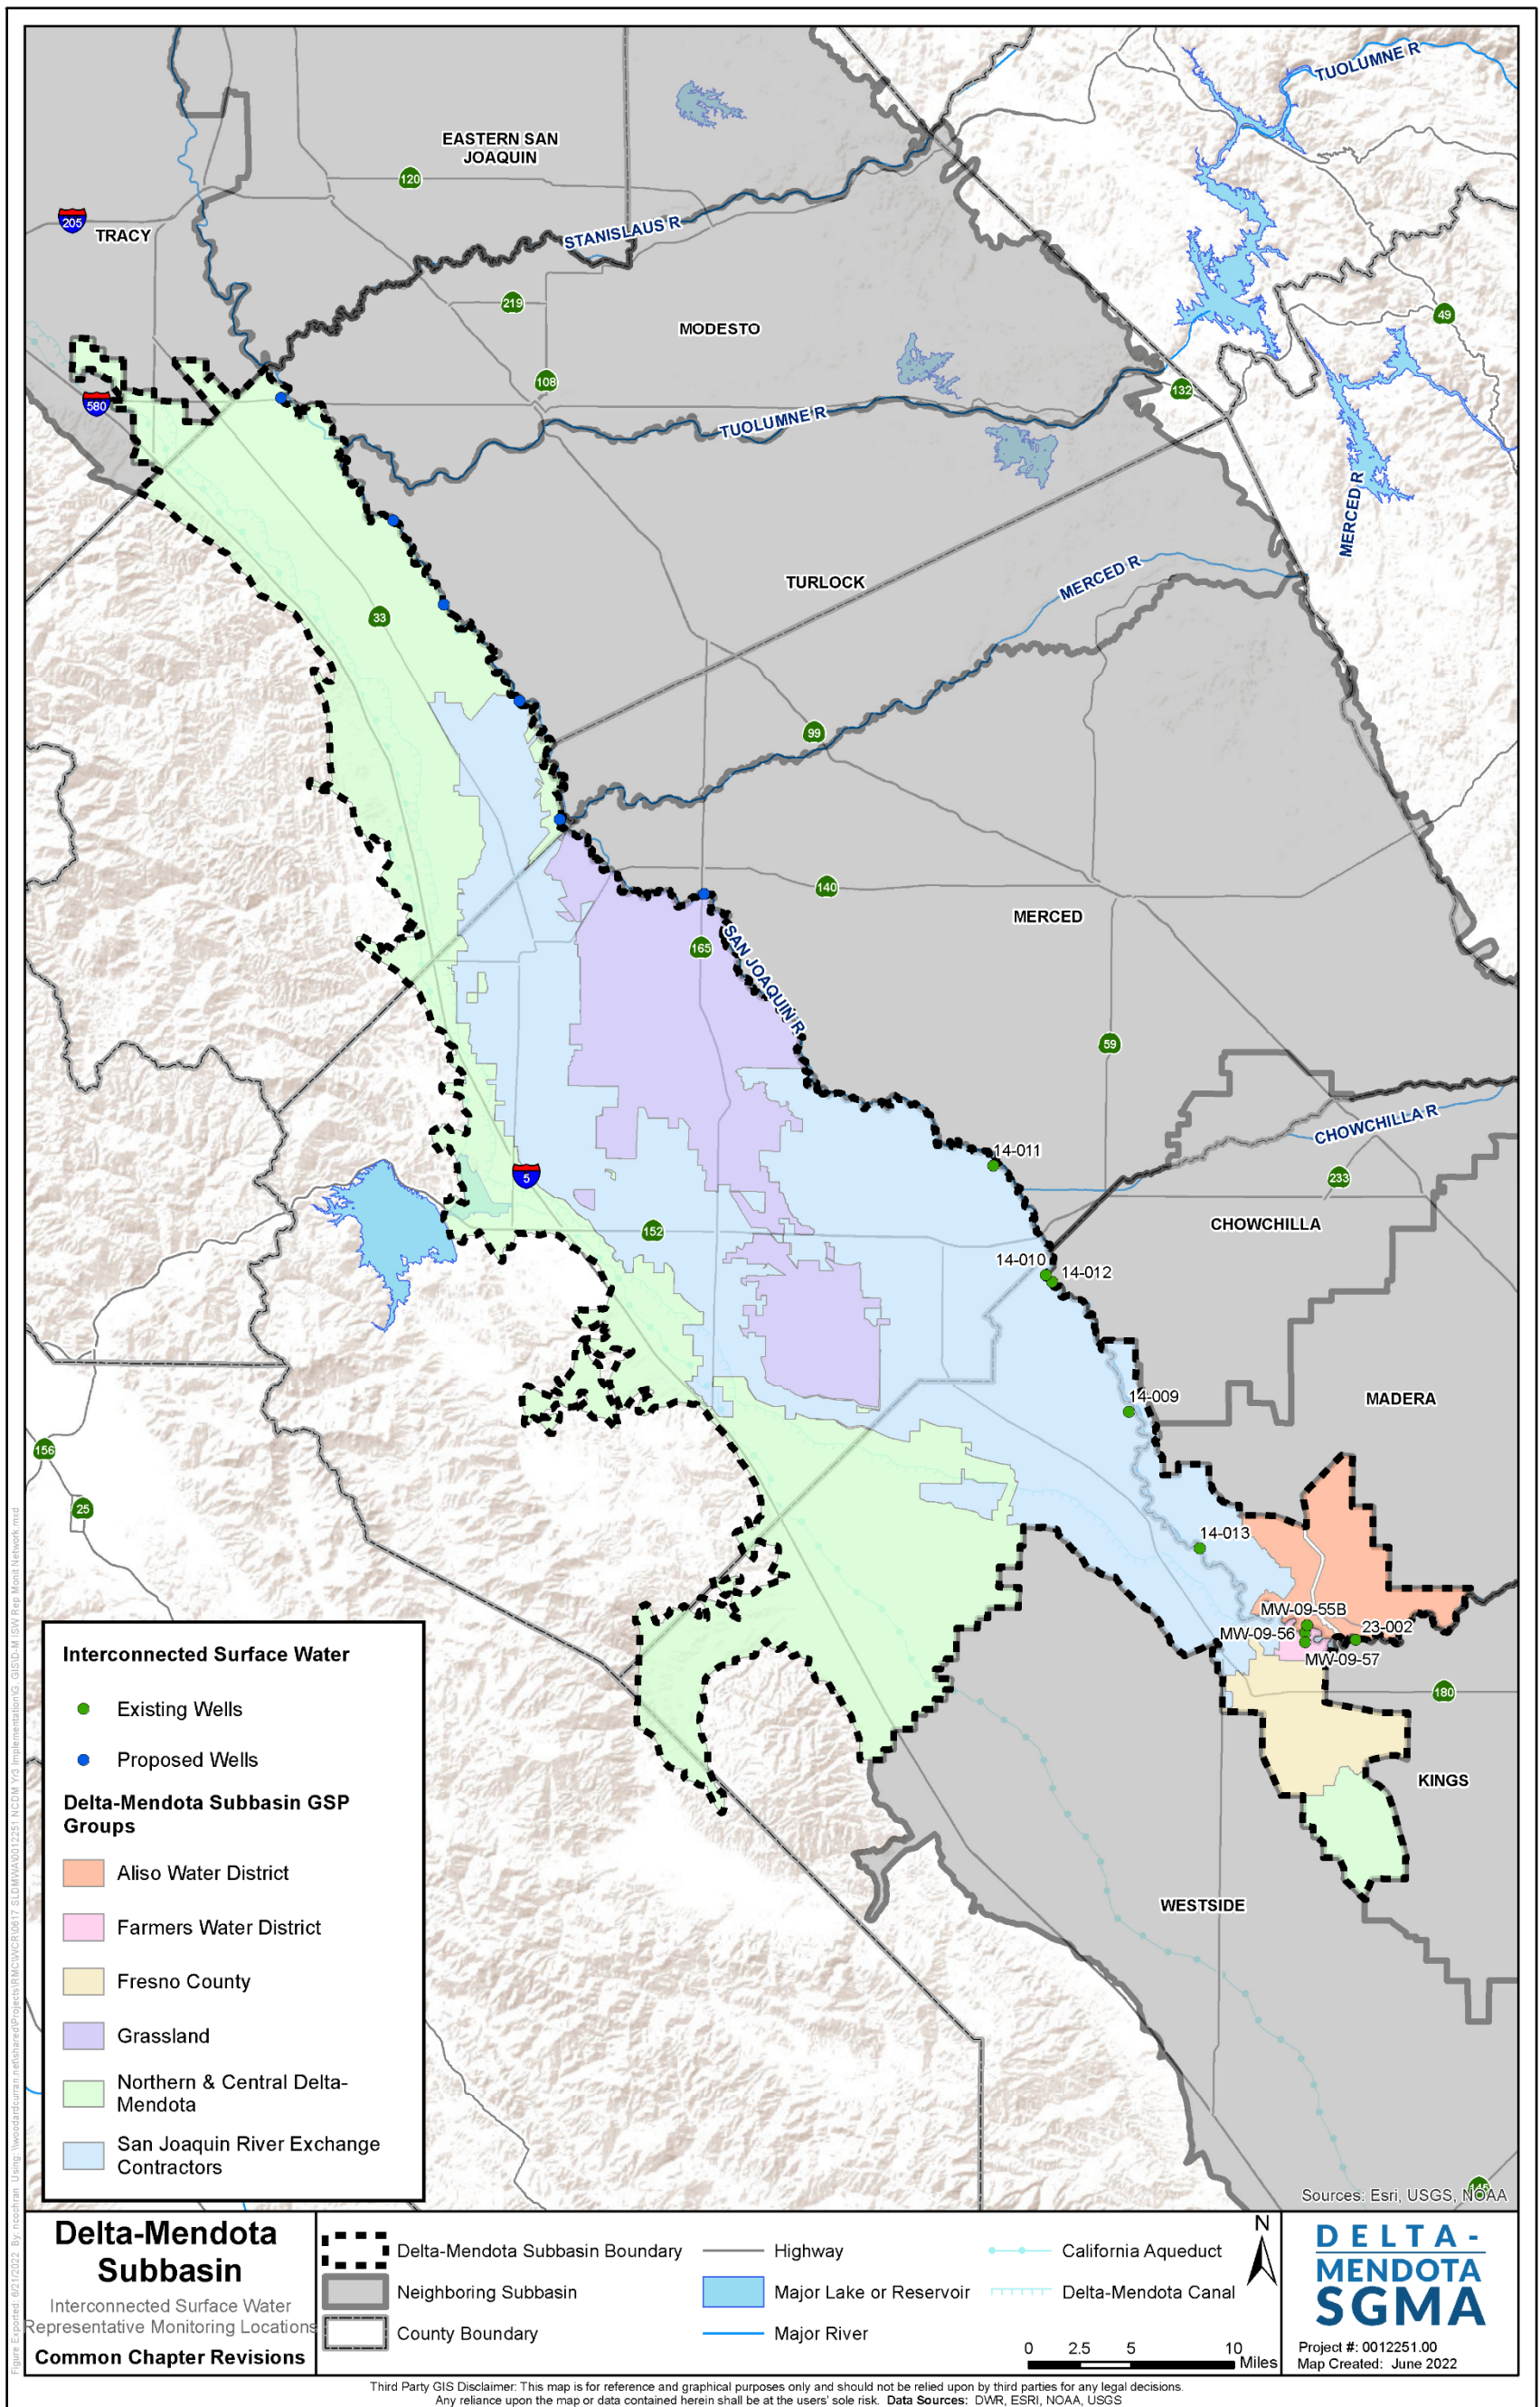 TUOLUMNE R
EASTERN SAN
JOAQUIN
120
205
TRACY
STANISLAUS R
219
MODESTO
49
108
132
580
TUOLUMNE R
MERCED R
TURLOCK
MERCED R
33
99
140
MERCED
165
SAN JOAQUIN R
59
CHOWCHILLA R
14-011
5
233
152
CHOWCHILLA
14-010
14-012
14-009
MADERA
156
25
14-013
MW-09-55B
MW-09-56
23-002
MW-09-57
180
KINGS
WESTSIDE
145
Interconnected Surface Water
Existing Wells
Proposed Wells
Delta-Mendota Subbasin GSP
Groups
Aliso Water District
Farmers Water District
Fresno County
Grassland
Northern & Central Delta-
Mendota
San Joaquin River Exchange
Contractors
Sources: Esri, USGS, NOAA
Delta-Mendota
Subbasin
Interconnected Surface Water
Representative Monitoring Locations
Common Chapter Revisions
Delta-Mendota Subbasin Boundary
Neighboring Subbasin
County Boundary
Highway
Major Lake or Reservoir
Major River
California Aqueduct
Delta-Mendota Canal
N
0 2.5 5 10
Miles
DELTA-
MENDOTA
SGMA
Project #: 0012251.00
Map Created: June 2022
Third Party GIS Disclaimer: This map is for reference and graphical purposes only and should not be relied upon by third parties for any legal decisions.
Any reliance upon the map or data contained herein shall be at the users' sole risk. Data Sources: DWR, ESRI, NOAA, USGS
Figure Exported: 6/21/2022 By: ncochran Using: